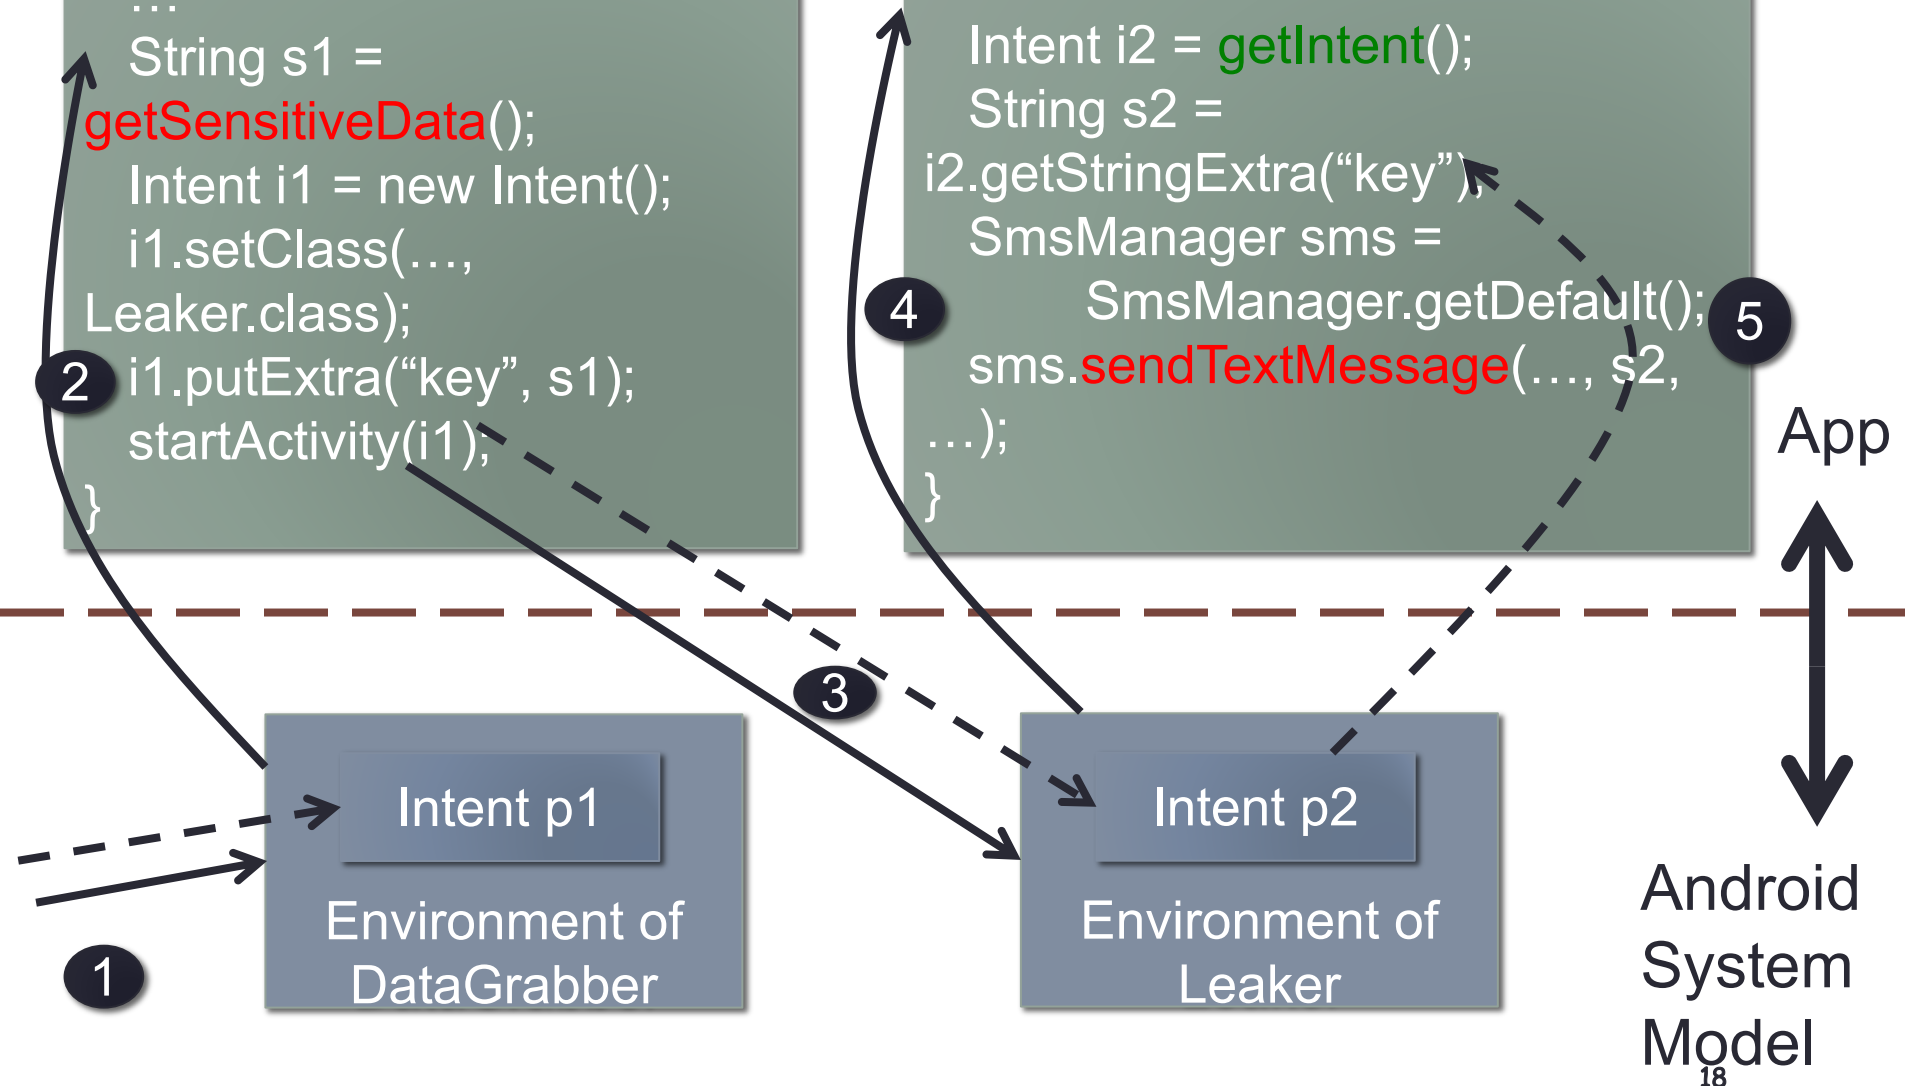 …
String s1 =
getSensitiveData();
Intent i1 = new Intent();
i1.setClass(…,
Leaker.class);
i1.putExtra(“key”, s1);
startActivity(i1);
}
Intent i2 = getIntent();
String s2 =
i2.getStringExtra(“key”);
SmsManager sms =
SmsManager.getDefault();
sms.sendTextMessage(…, s2,
…);
}
2
4
5
App
3
Intent p1
Environment of
DataGrabber
1
Intent p2
Environment of
Leaker
Android
System
Model
18